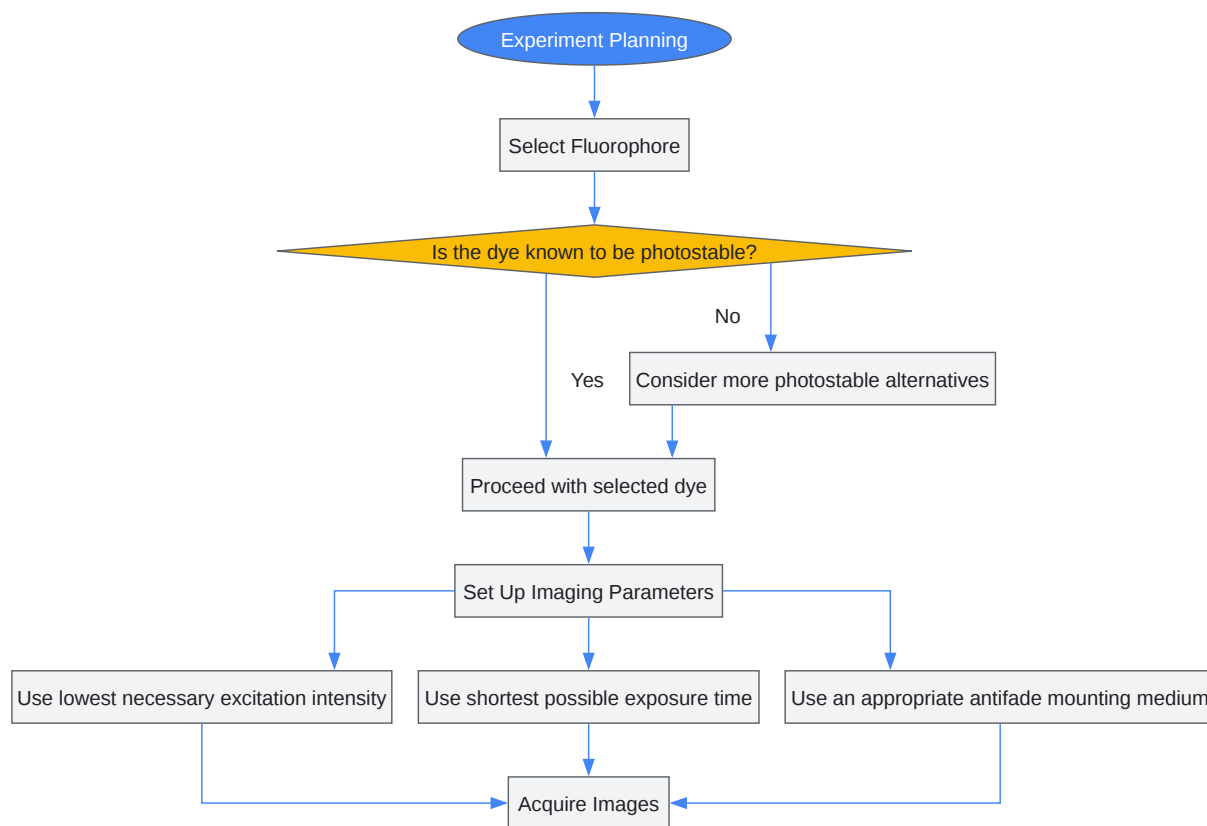 Experiment Planning
Select Fluorophore
Is the dye known to be photostable?
No
Yes
Consider more photostable alternatives
Proceed with selected dye
Set Up Imaging Parameters
Use lowest necessary excitation intensity
Use shortest possible exposure time
Use an appropriate antifade mounting medium
Acquire Images